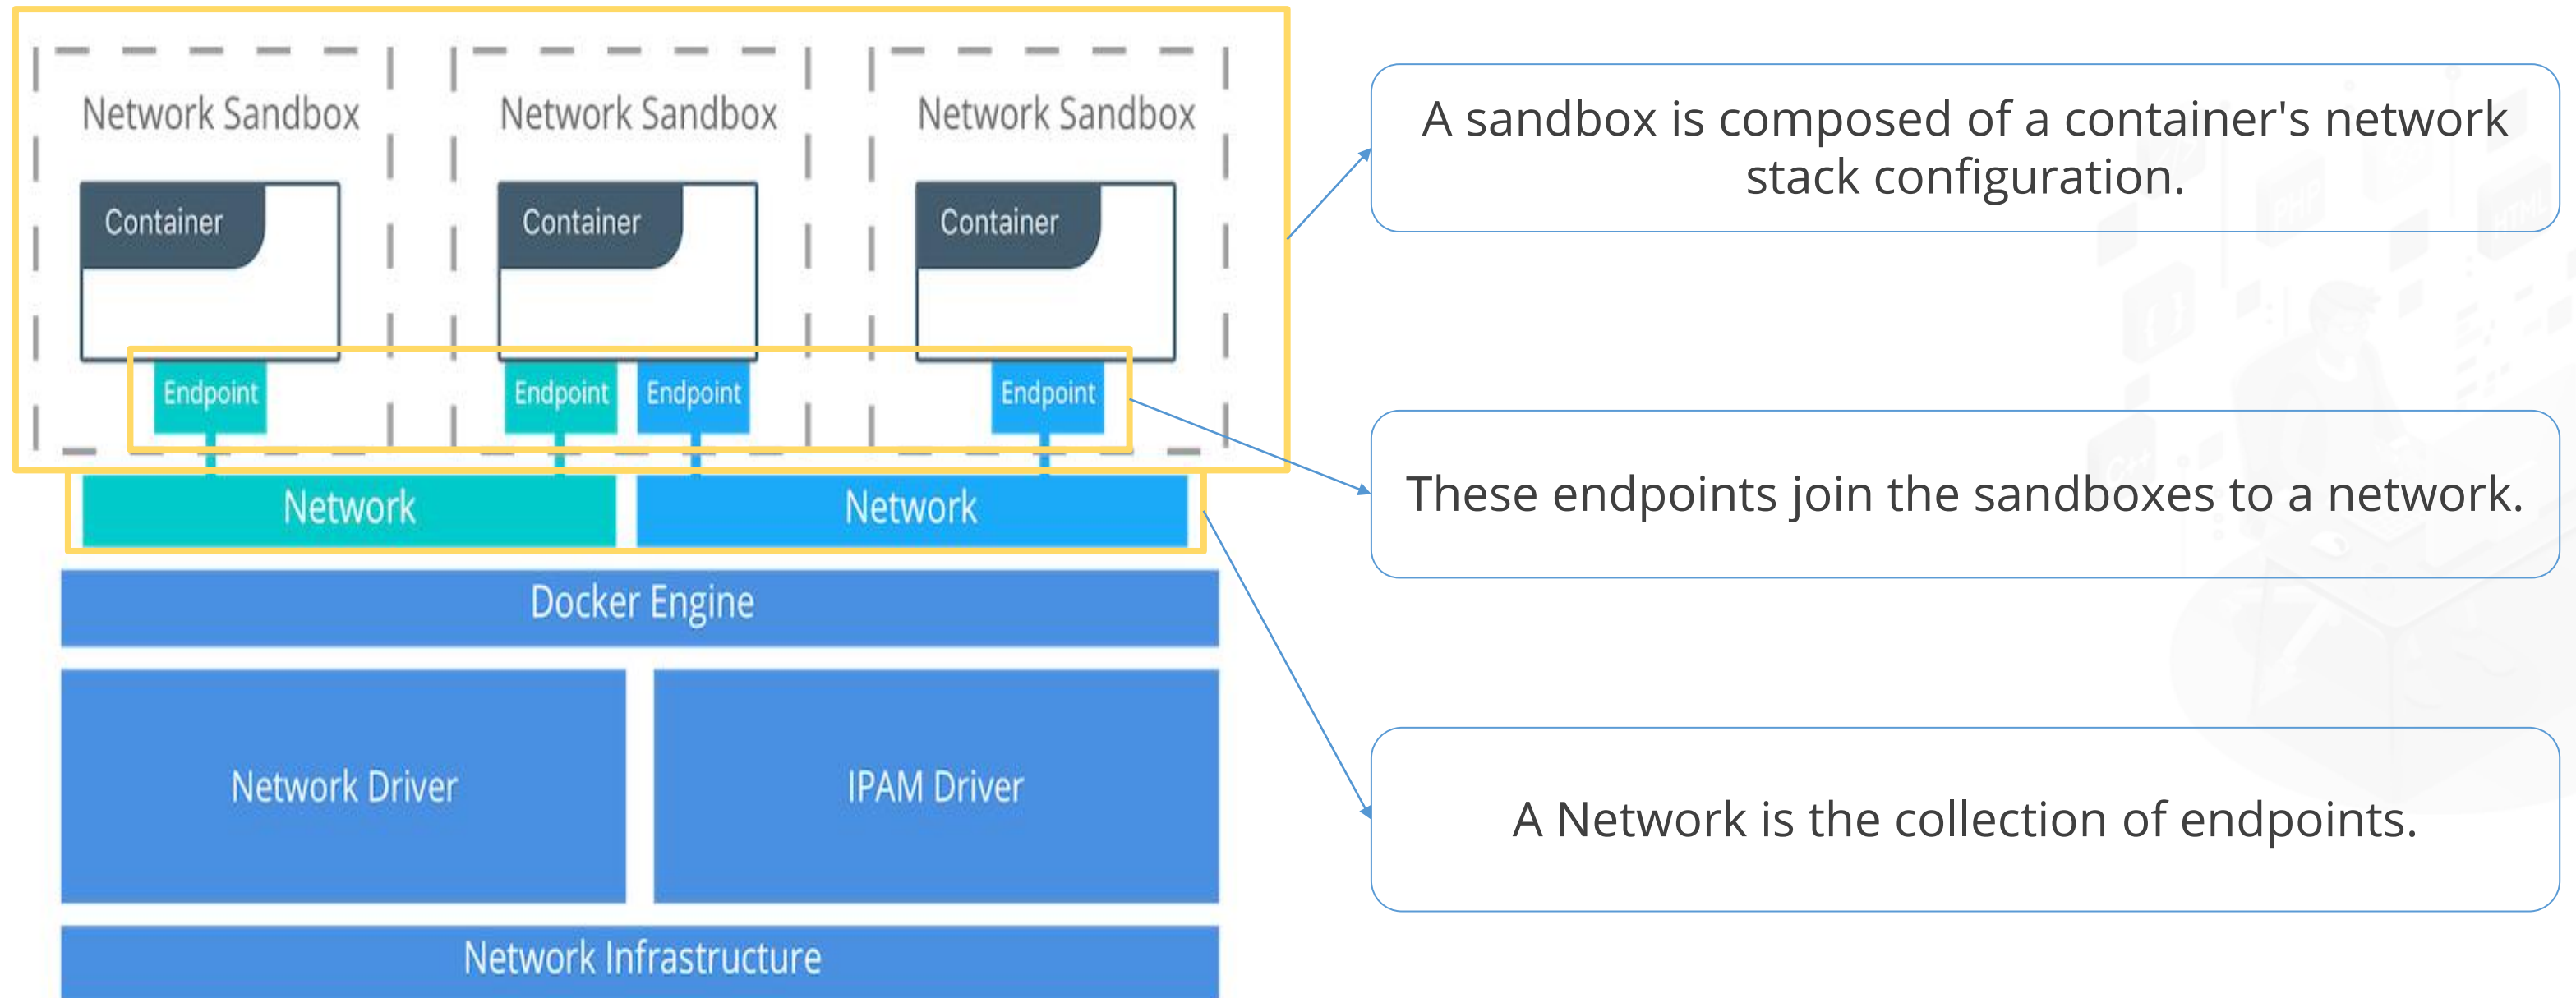 Network Sandbox
Network Sandbox
Network Sandbox
Container
Container
Container
Endpoint
Endpoint
Endpoint
Endpoint
Network
Network
Docker Engine
Network Driver
IPAM Driver
Network Infrastructure
A sandbox is composed of a container's network
stack configuration.
These endpoints join the sandboxes to a network.
A Network is the collection of endpoints.
PHP
HTML
C++